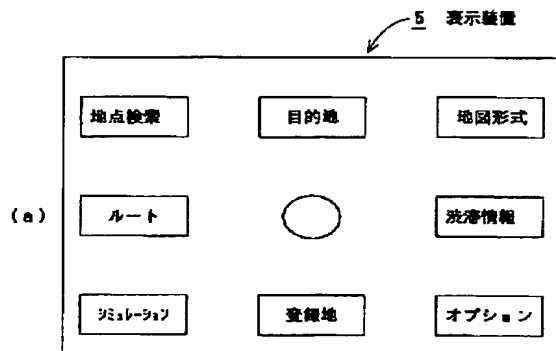 5 表示装置
地点検索 目的地 地図形式
(a) ルート 渋滞情報
シミュレーション 登録地 オプション